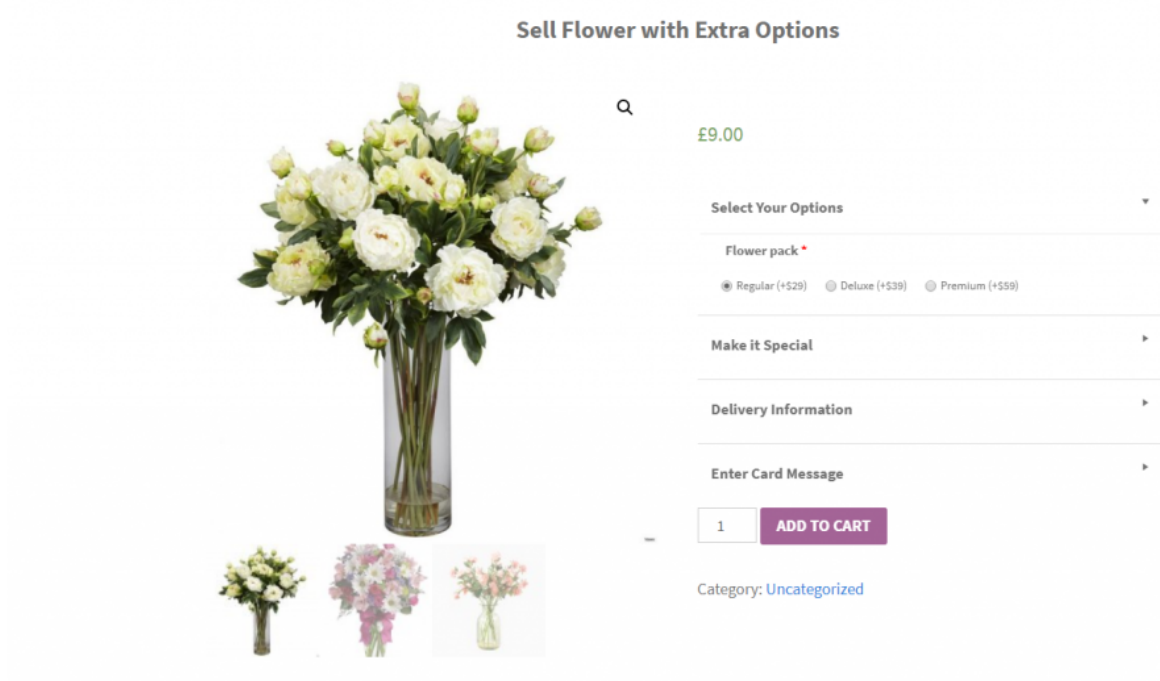 Sell Flower with Extra Options
£9.00
Select Your Options
Flower pack *
Regular (+$29) Deluxe (+$39) Premium (+$59)
Make it Special
Delivery Information
Enter Card Message
1 ADD TO CART
Category: Uncategorized